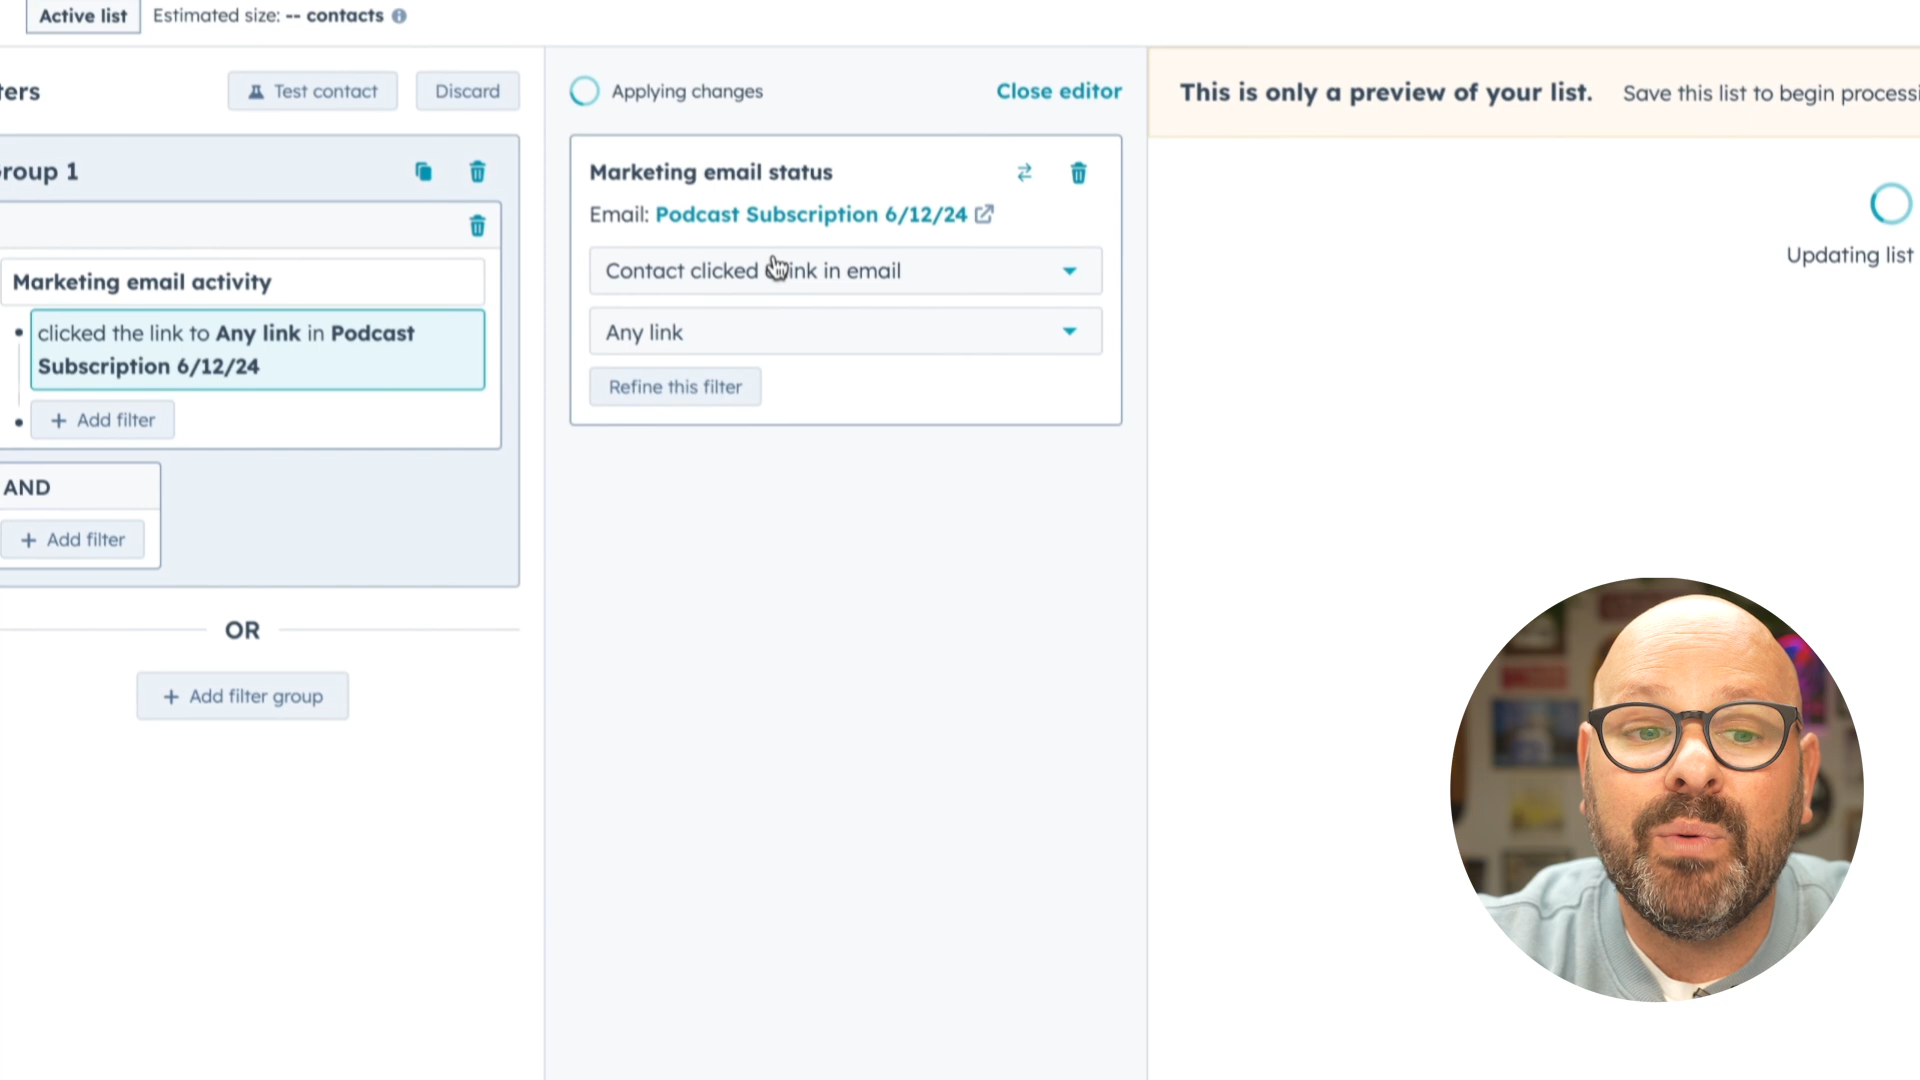 Active list
Estimated size: -- contacts
ters
Test contact
Discard
Group 1
Marketing email activity
clicked the link to Any link in Podcast
Subscription 6/12/24
+ Add filter
AND
+ Add filter
OR
+ Add filter group
Applying changes
Close editor
Marketing email status
Email: Podcast Subscription 6/12/24
Contact clicked link in email
Any link
Refine this filter
This is only a preview of your list.
Save this list to begin processi
Updating list